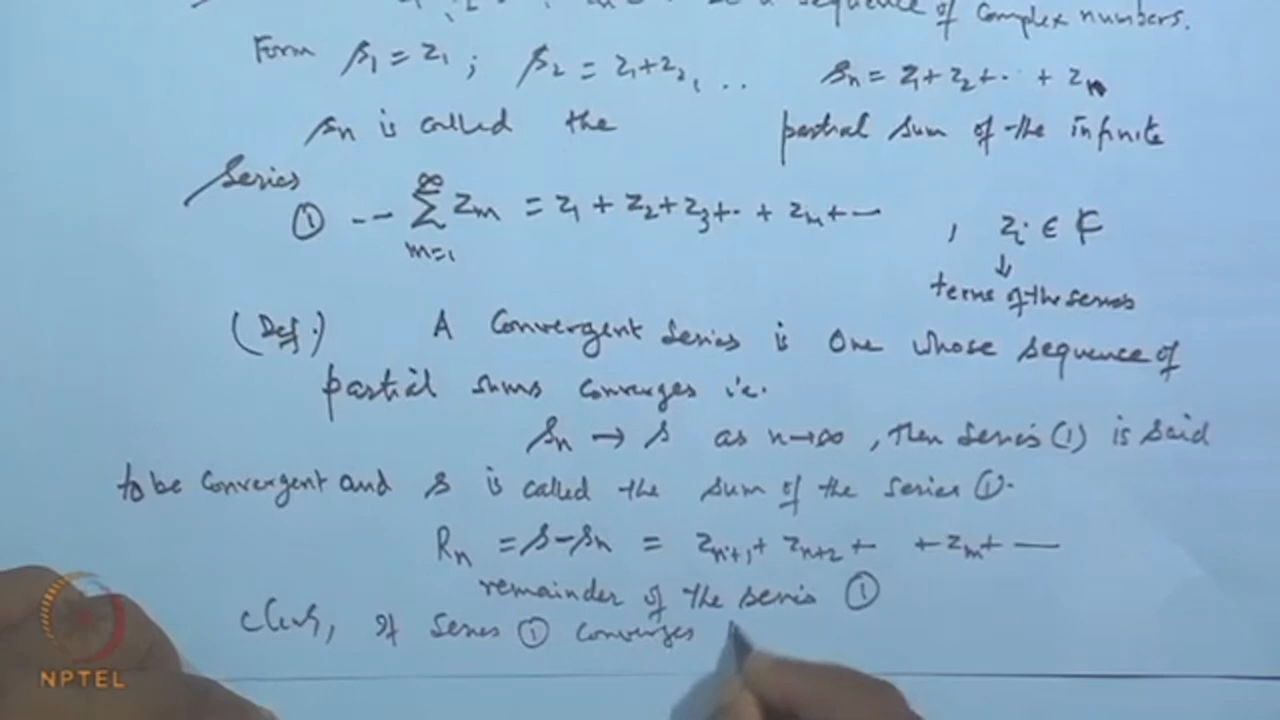 sequence of Complex numbers.
Form s₁ = z₁ ; s₂ = z₁+z₂, .. sₙ = z₁+ z₂+·· + zₙ
sₙ is called the partial sum of the infinite
Series
① -- ∑_{m=1}^{∞} zₘ = z₁ + z₂+z₃+·· + zₘ+— , zᵢ ∈ ₵
↓
terms of the series
(Def.) A Convergent Series is One whose sequence of
partial sums converges i.e.
sₙ → s as n→∞, then Series (1) is said
to be Convergent and s is called the sum of the series ①.
Rₙ = s-sₙ = zₙ₊₁+ zₙ₊₂+ +zₘ+ —
remainder of the series ①
If Series ① converges
NPTEL